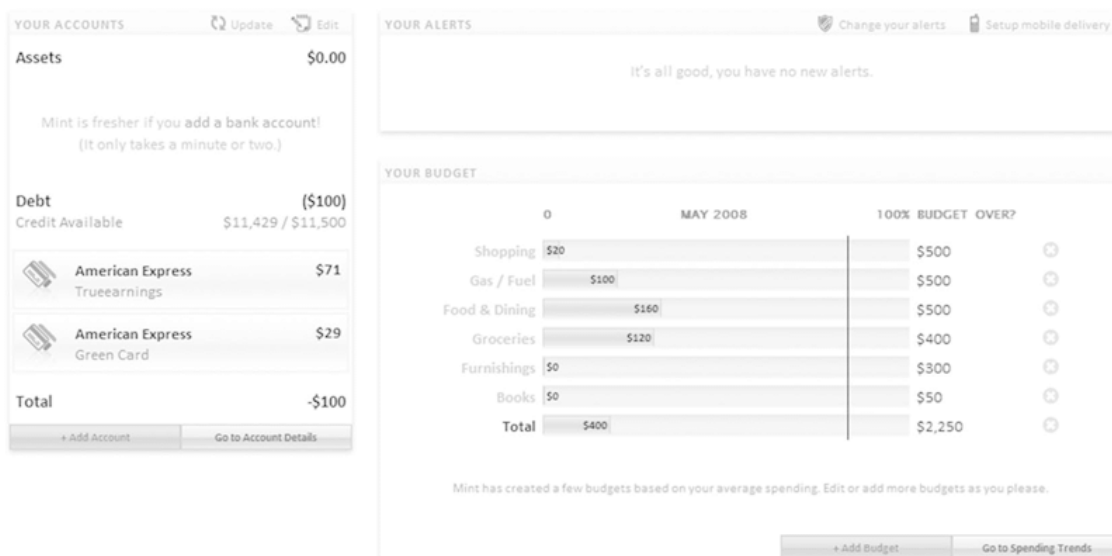 YOUR ACCOUNTS Update Edit
Assets $0.00
Mint is fresher if you add a bank account!
(It only takes a minute or two.)
Debt ($100)
Credit Available $11,429 / $11,500
American Express $71
Trueearnings
American Express $29
Green Card
Total -$100
+ Add Account Go to Account Details
YOUR ALERTS Change your alerts Setup mobile delivery
It's all good, you have no new alerts.
YOUR BUDGET
0 MAY 2008 100% BUDGET OVER?
Shopping $20 $500
Gas / Fuel $100 $500
Food & Dining $160 $500
Groceries $120 $400
Furnishings $0 $300
Books $0 $50
Total $400 $2,250
Mint has created a few budgets based on your average spending. Edit or add more budgets as you please.
+ Add Budget Go to Spending Trends